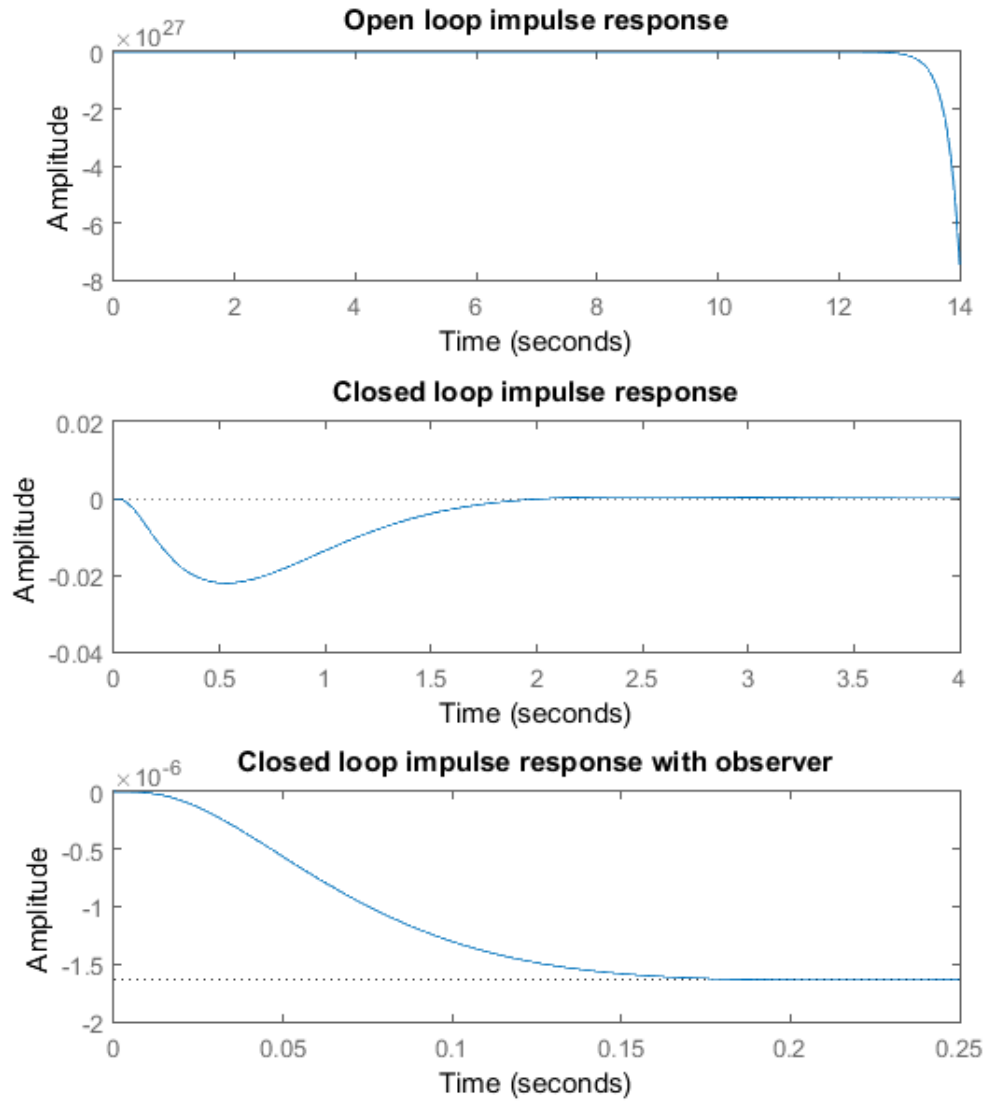 Open loop impulse response
×10^27
0
-2
-4
-6
-8
Amplitude
0 2 4 6 8 10 12 14
Time (seconds)
Closed loop impulse response
0.02
0
-0.02
-0.04
Amplitude
0 0.5 1 1.5 2 2.5 3 3.5 4
Time (seconds)
Closed loop impulse response with observer
×10^-6
0
-0.5
-1
-1.5
-2
Amplitude
0 0.05 0.1 0.15 0.2 0.25
Time (seconds)